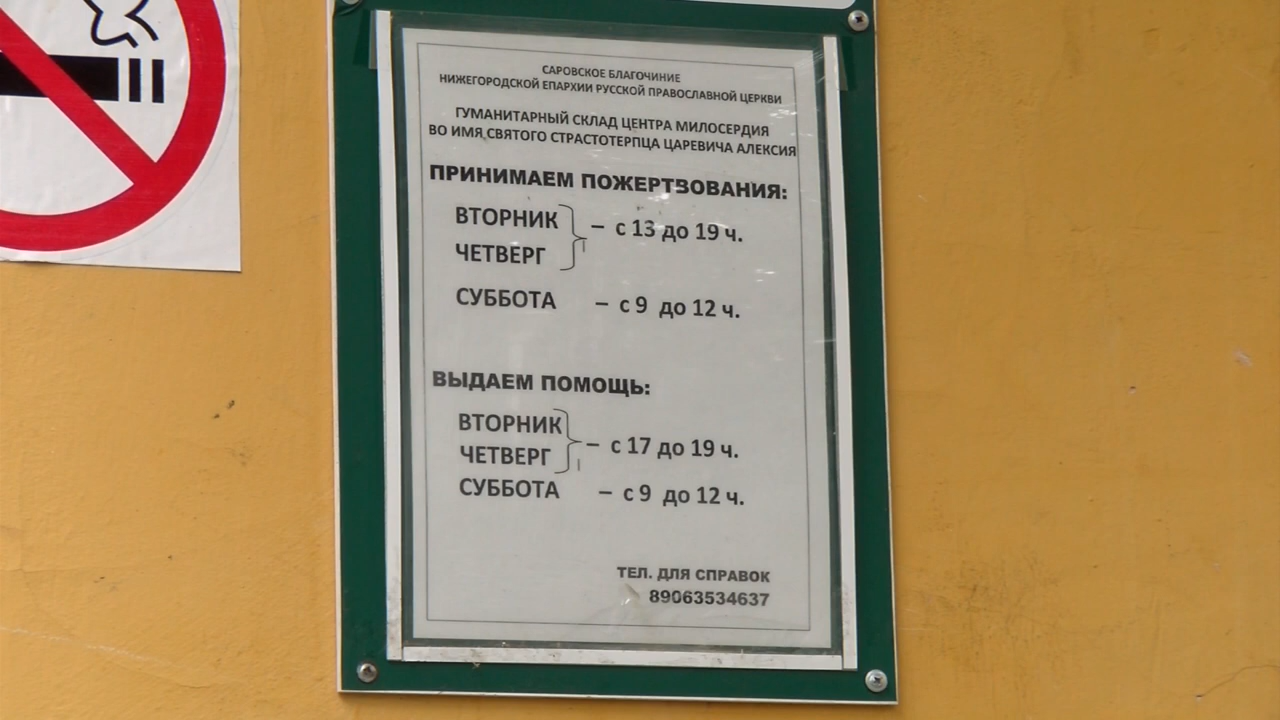 САРОВСКОЕ БЛАГОЧИНИЕ
НИЖЕГОРОДСКОЙ ЕПАРХИИ РУССКОЙ ПРАВОСЛАВНОЙ ЦЕРКВИ
ГУМАНИТАРНЫЙ СКЛАД ЦЕНТРА МИЛОСЕРДИЯ
ВО ИМЯ СВЯТОГО СТРАСТОТЕРПЦА ЦАРЕВИЧА АЛЕКСИЯ
ПРИНИМАЕМ ПОЖЕРТВОВАНИЯ:
ВТОРНИК
ЧЕТВЕРГ
– с 13 до 19 ч.
СУББОТА – с 9 до 12 ч.
ВЫДАЕМ ПОМОЩЬ:
ВТОРНИК
ЧЕТВЕРГ
– с 17 до 19 ч.
СУББОТА – с 9 до 12 ч.
ТЕЛ. ДЛЯ СПРАВОК
89063534637